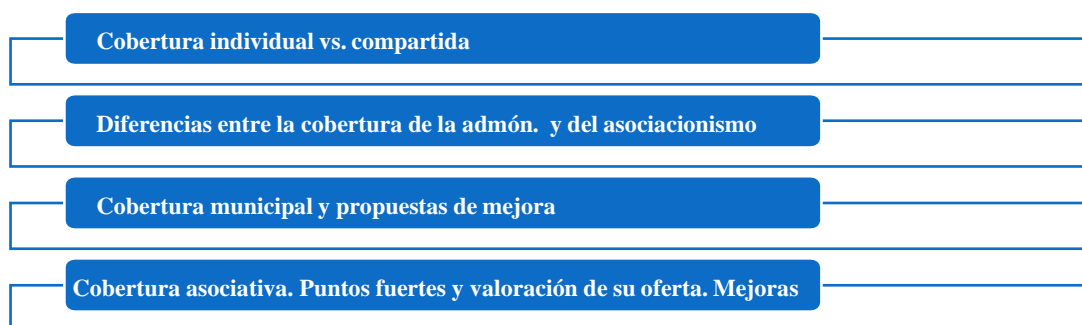 Cobertura individual vs. compartida
Diferencias entre la cobertura de la admón. y del asociacionismo
Cobertura municipal y propuestas de mejora
Cobertura asociativa. Puntos fuertes y valoración de su oferta. Mejoras